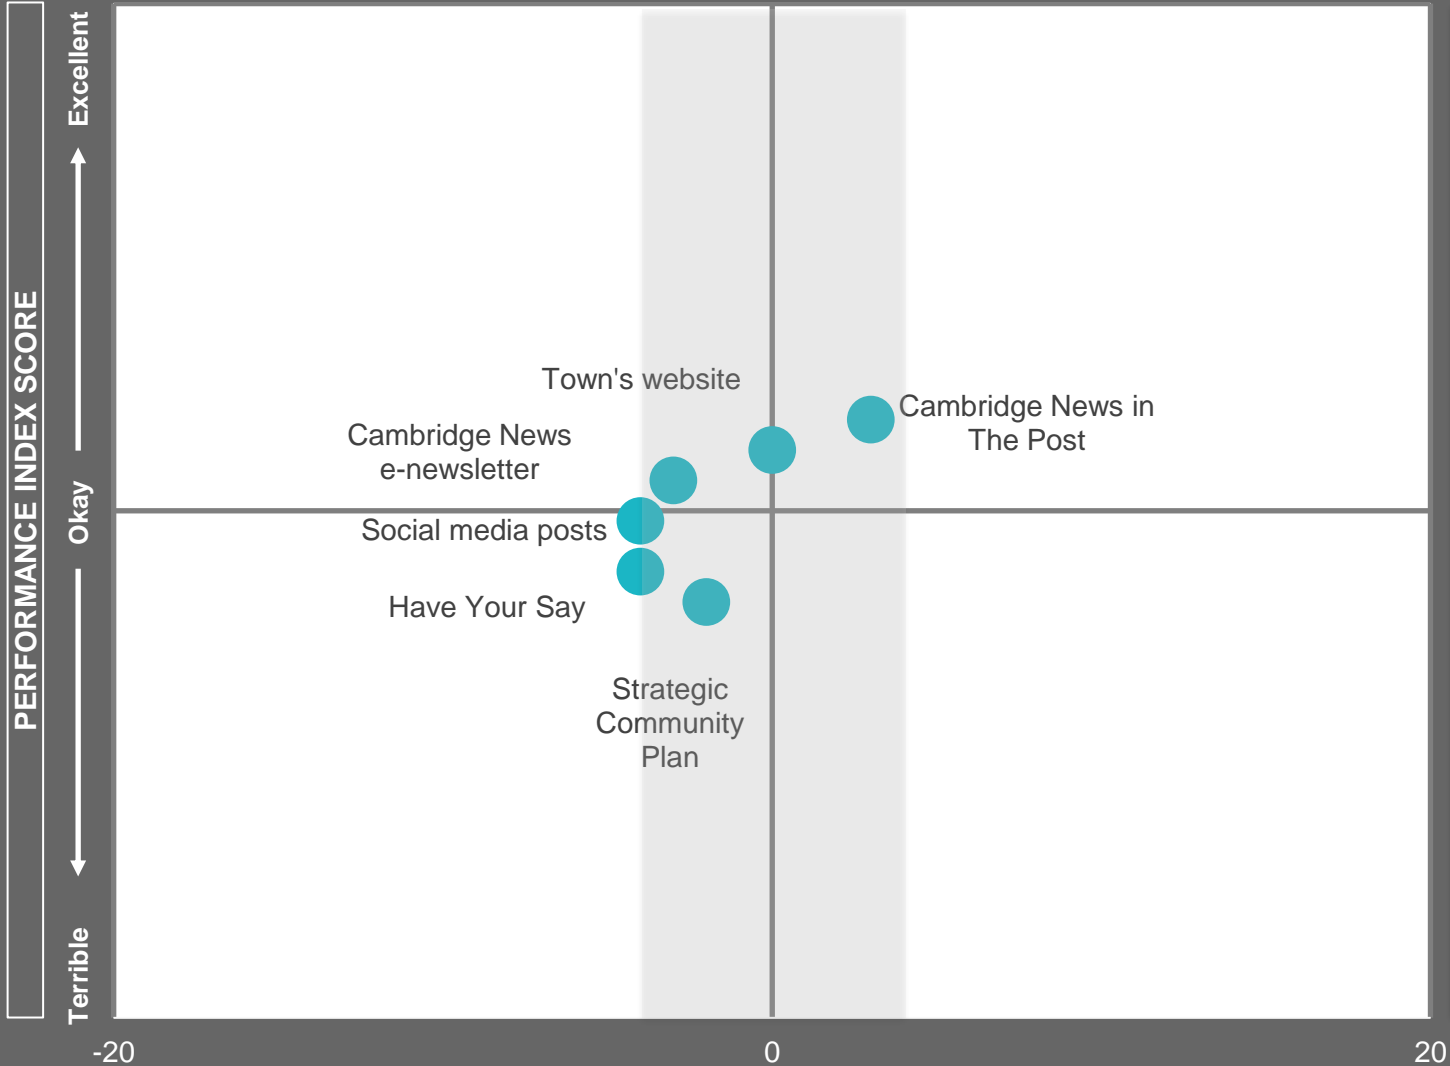 PERFORMANCE INDEX SCORE
Excellent
Okay
Terrible
Town's website
Cambridge News in
The Post
Cambridge News
e-newsletter
Social media posts
Have Your Say
Strategic
Community
Plan
-20
0
20